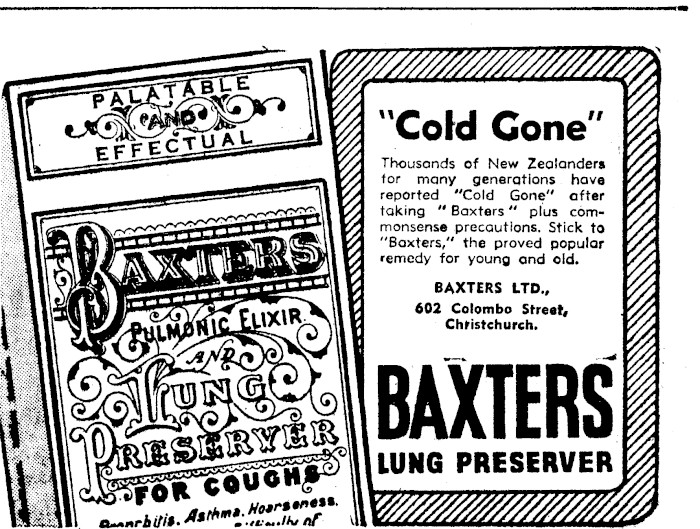 PALATABLE
AND
EFFECTUAL
BAXTERS
PULMONIC ELIXIR
AND
LUNG
PRESERVER
FOR COUGHS
Bronchitis, Asthma, Hoarseness,
Difficulty of
"Cold Gone"
Thousands of New Zealanders
for many generations have
reported "Cold Gone" after
taking "Baxters" plus com-
monsense precautions. Stick to
"Baxters," the proved popular
remedy for young and old.
BAXTERS LTD.,
602 Colombo Street,
Christchurch.
BAXTERS
LUNG PRESERVER